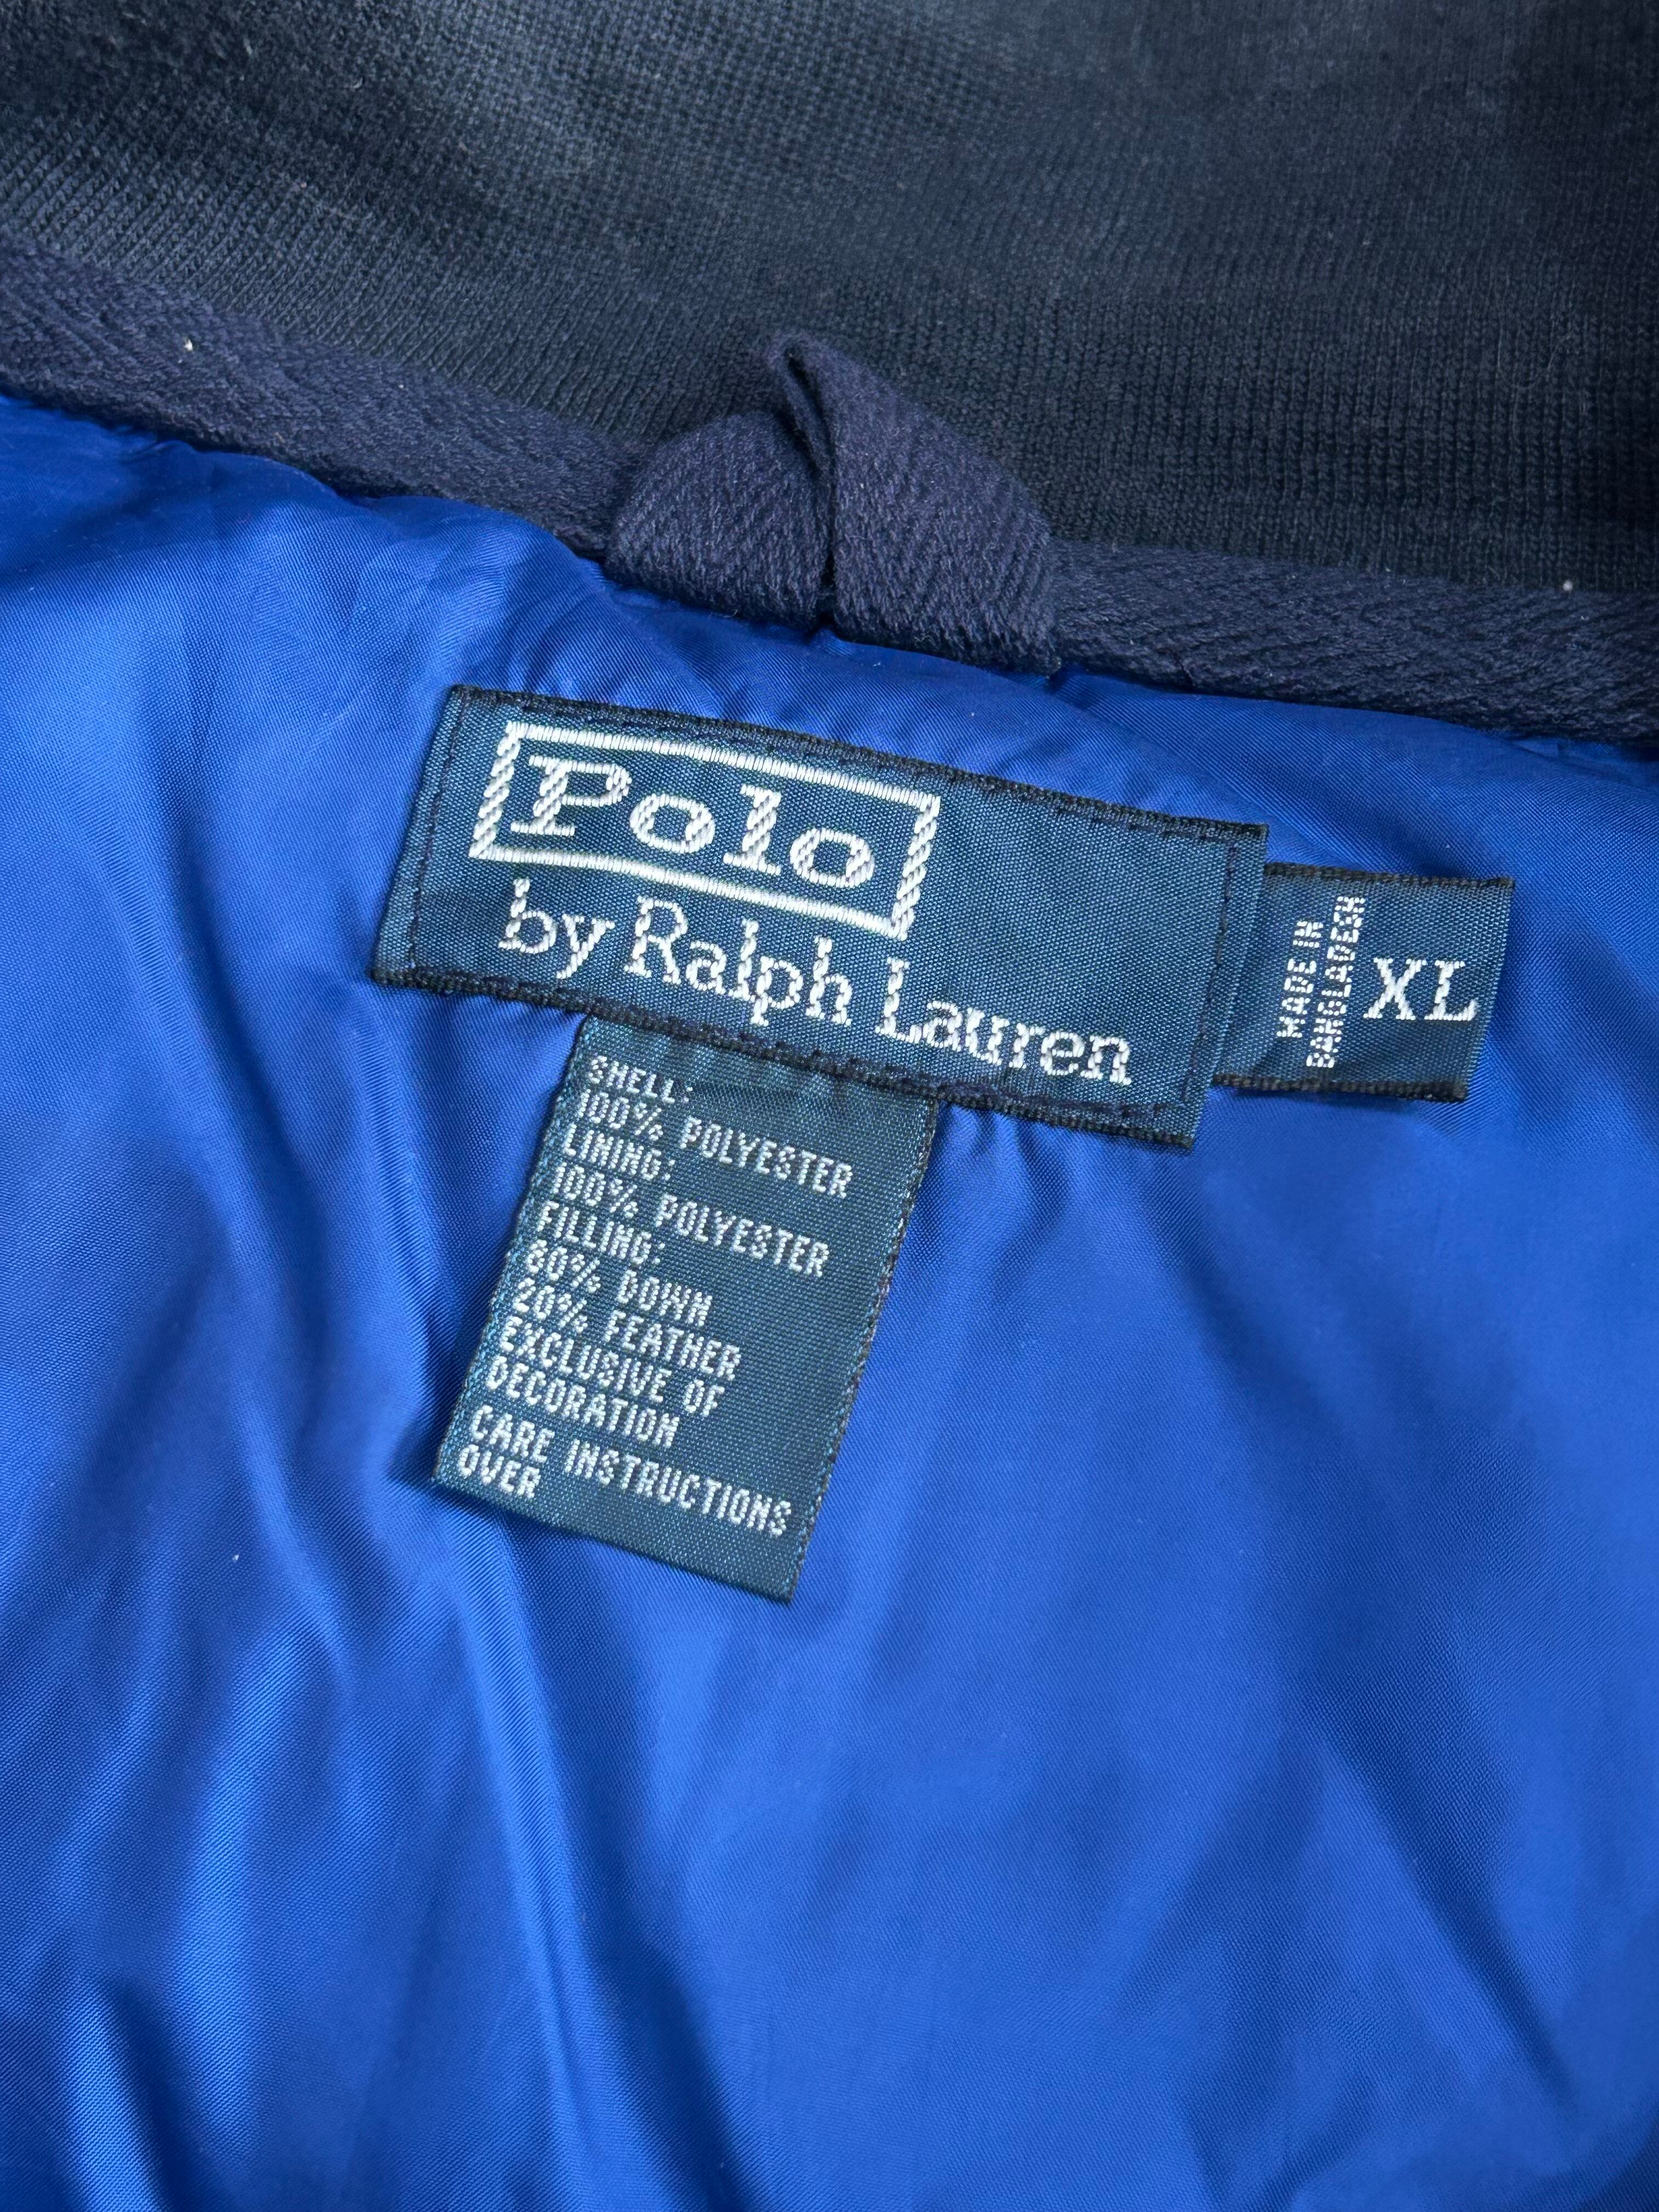 Polo
by Ralph Lauren
MADE IN
BANGLADESH
XL
SHELL:
100% POLYESTER
LINING:
100% POLYESTER
FILLING:
80% DOWN
20% FEATHER
EXCLUSIVE OF
DECORATION
CARE INSTRUCTIONS
OVER